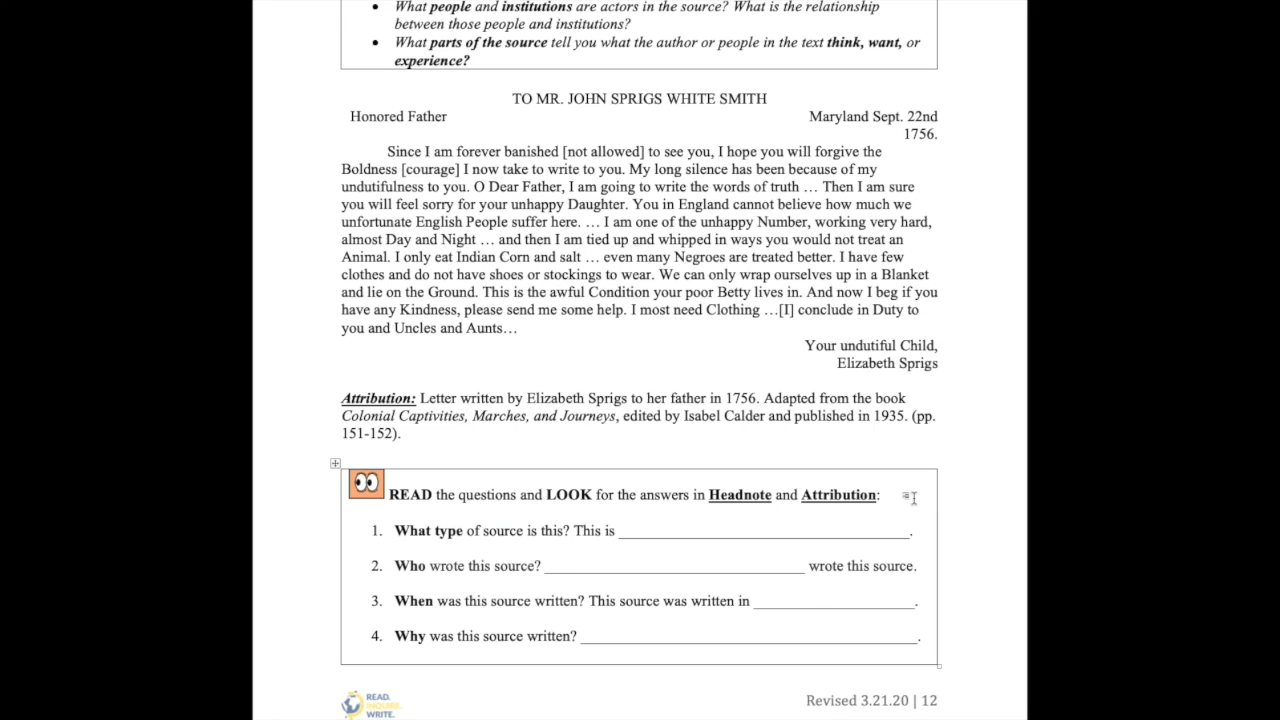 • What people and institutions are actors in the source? What is the relationship
between those people and institutions?
• What parts of the source tell you what the author or people in the text think, want, or
experience?
TO MR. JOHN SPRIGS WHITE SMITH
Honored Father Maryland Sept. 22nd
1756.
Since I am forever banished [not allowed] to see you, I hope you will forgive the
Boldness [courage] I now take to write to you. My long silence has been because of my
undutifulness to you. O Dear Father, I am going to write the words of truth … Then I am sure
you will feel sorry for your unhappy Daughter. You in England cannot believe how much we
unfortunate English People suffer here. … I am one of the unhappy Number, working very hard,
almost Day and Night … and then I am tied up and whipped in ways you would not treat an
Animal. I only eat Indian Corn and salt … even many Negroes are treated better. I have few
clothes and do not have shoes or stockings to wear. We can only wrap ourselves up in a Blanket
and lie on the Ground. This is the awful Condition your poor Betty lives in. And now I beg if you
have any Kindness, please send me some help. I most need Clothing …[I] conclude in Duty to
you and Uncles and Aunts…
Your undutiful Child,
Elizabeth Sprigs
Attribution: Letter written by Elizabeth Sprigs to her father in 1756. Adapted from the book
Colonial Captivities, Marches, and Journeys, edited by Isabel Calder and published in 1935. (pp.
151-152).
READ the questions and LOOK for the answers in Headnote and Attribution:
1. What type of source is this? This is ________________.
2. Who wrote this source? ________________ wrote this source.
3. When was this source written? This source was written in ________________.
4. Why was this source written? ________________.
READ.
INQUIRE.
WRITE.
Revised 3.21.20 | 12